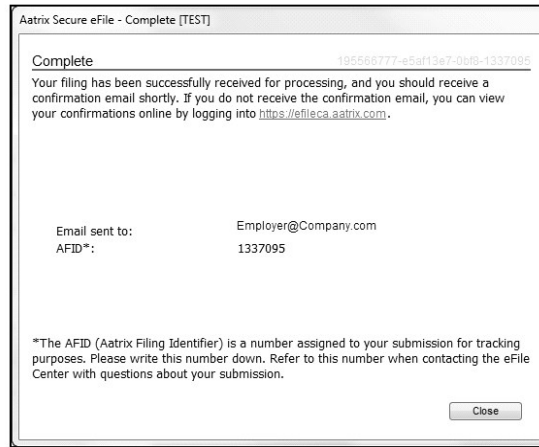 Aatrix Secure eFile - Complete [TEST]
Complete 195566777-e5af13e7-0bf8-1337095
Your filing has been successfully received for processing, and you should receive a
confirmation email shortly. If you do not receive the confirmation email, you can view
your confirmations online by logging into https://efileca.aatrix.com.
Email sent to: Employer@Company.com
AFID*: 1337095
*The AFID (Aatrix Filing Identifier) is a number assigned to your submission for tracking
purposes. Please write this number down. Refer to this number when contacting the eFile
Center with questions about your submission.
Close